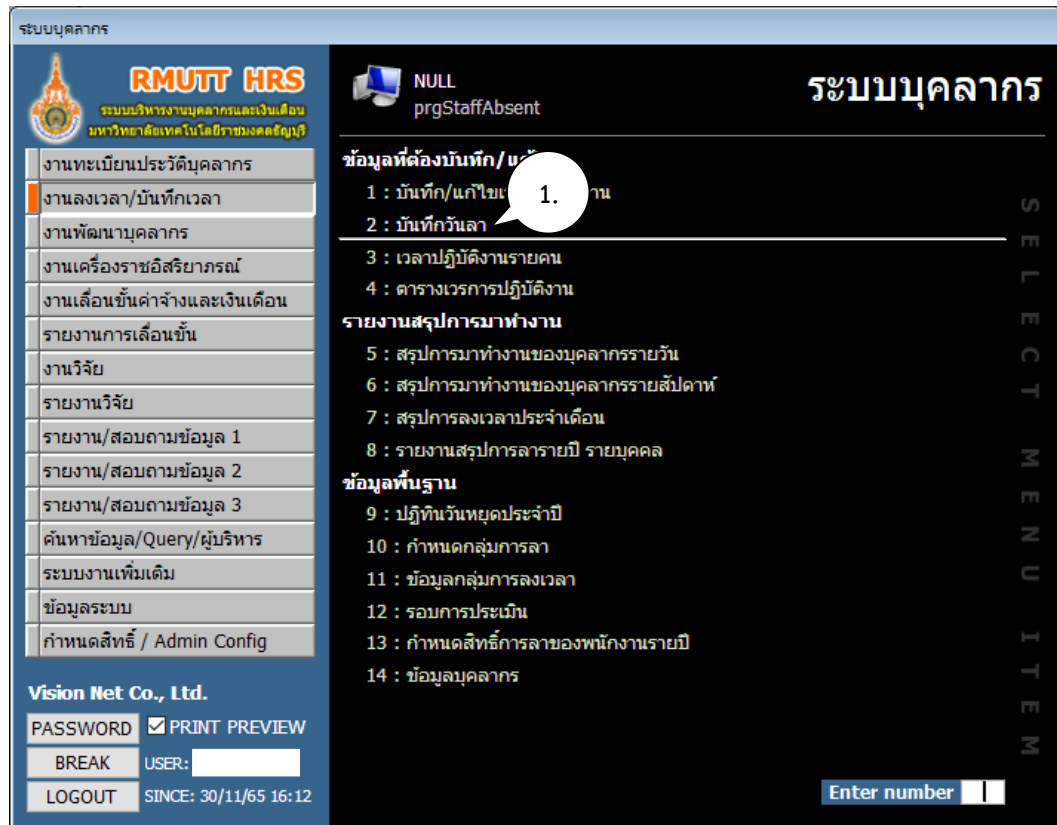 ระบบบุคลากร
RMUTT HRS
ระบบบริหารงานบุคลากรและเงินเดือน
มหาวิทยาลัยเทคโนโลยีราชมงคลธัญบุรี
งานทะเบียนประวัติบุคลากร
งานลงเวลา/บันทึกเวลา
งานพัฒนาบุคลากร
งานเครื่องราชอิสริยาภรณ์
งานเลื่อนขั้นค่าจ้างและเงินเดือน
รายงานการเลื่อนขั้น
งานวิจัย
รายงานวิจัย
รายงาน/สอบถามข้อมูล 1
รายงาน/สอบถามข้อมูล 2
รายงาน/สอบถามข้อมูล 3
ค้นหาข้อมูล/Query/ผู้บริหาร
ระบบงานเพิ่มเติม
ข้อมูลระบบ
กำหนดสิทธิ์ / Admin Config
Vision Net Co., Ltd.
PASSWORD PRINT PREVIEW
BREAK USER:
LOGOUT SINCE: 30/11/65 16:12
NULL
prgStaffAbsent
ระบบบุคลากร
ข้อมูลที่ต้องบันทึก/
1 : บันทึก/แก้ไข
1.
2 : บันทึกวันลา
3 : เวลาปฏิบัติงานรายคน
4 : ตารางเวรการปฏิบัติงาน
รายงานสรุปการมาทำงาน
5 : สรุปการมาทำงานของบุคลากรรายวัน
6 : สรุปการมาทำงานของบุคลากรรายสัปดาห์
7 : สรุปการลงเวลาประจำเดือน
8 : รายงานสรุปการลารายปี รายบุคคล
ข้อมูลพื้นฐาน
9 : ปฏิทินวันหยุดประจำปี
10 : กำหนดกลุ่มการลา
11 : ข้อมูลกลุ่มการลงเวลา
12 : รอบการประเมิน
13 : กำหนดสิทธิ์การลาของพนักงานรายปี
14 : ข้อมูลบุคลากร
Enter number
SELECT MENU ITEM